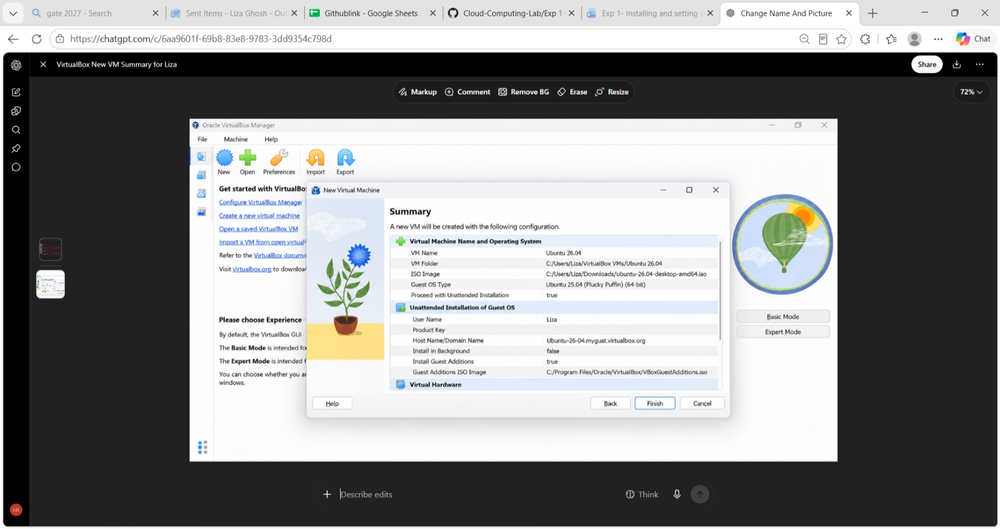 gate 2027 - Search
Sent Items - Liza Ghosh - Out
Githublink - Google Sheets
Cloud-Computing-Lab/Exp 1-
Exp 1- Installing and setting u
Change Name And Picture
https://chatgpt.com/c/6aa9601f-69b8-83e8-9783-3dd9354c798d
Chat
VirtualBox New VM Summary for Liza
Share
Markup Comment Remove BG Erase Resize
72%
Oracle VirtualBox Manager
File Machine Help
New Open Preferences Import Export
Get started with VirtualBo
Configure VirtualBox Manager
Create a new virtual machine
Open a saved VirtualBox VM
Import a VM from open virtual
Refer to the VirtualBox docum
Visit virtualbox.org to downloa
Please choose Experience
By default, the VirtualBox GUI
The Basic Mode is intended fo
The Expert Mode is intended f
You can choose whether you ar
windows.
New Virtual Machine
Summary
A new VM will be created with the following configuration.
Virtual Machine Name and Operating System
VM Name Ubuntu 26.04
VM Folder C:/Users/Liza/VirtualBox VMs/Ubuntu 26.04
ISO Image C:/Users/Liza/Downloads/ubuntu-26.04-desktop-amd64.iso
Guest OS Type Ubuntu 25.04 (Plucky Puffin) (64-bit)
Proceed with Unattended Installation true
Unattended Installation of Guest OS
User Name Liza
Product Key
Host Name/Domain Name Ubuntu-26-04.mygust.virtualbox.org
Install in Background false
Install Guest Additions true
Guest Additions ISO Image C:/Program Files/Oracle/VirtualBox/VBoxGuestAdditions.iso
Virtual Hardware
Help Back Finish Cancel
Basic Mode
Expert Mode
Describe edits
Think
LG